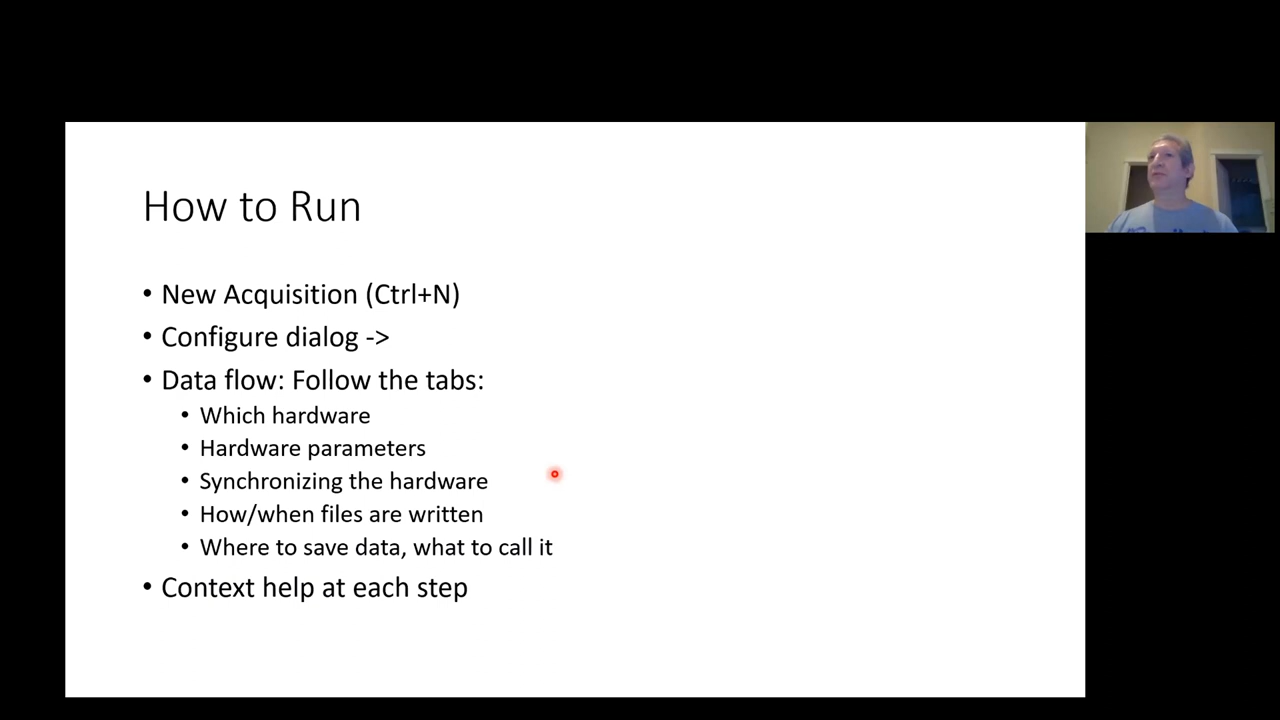 How to Run
• New Acquisition (Ctrl+N)
• Configure dialog ->
• Data flow: Follow the tabs:
• Which hardware
• Hardware parameters
• Synchronizing the hardware
• How/when files are written
• Where to save data, what to call it
• Context help at each step